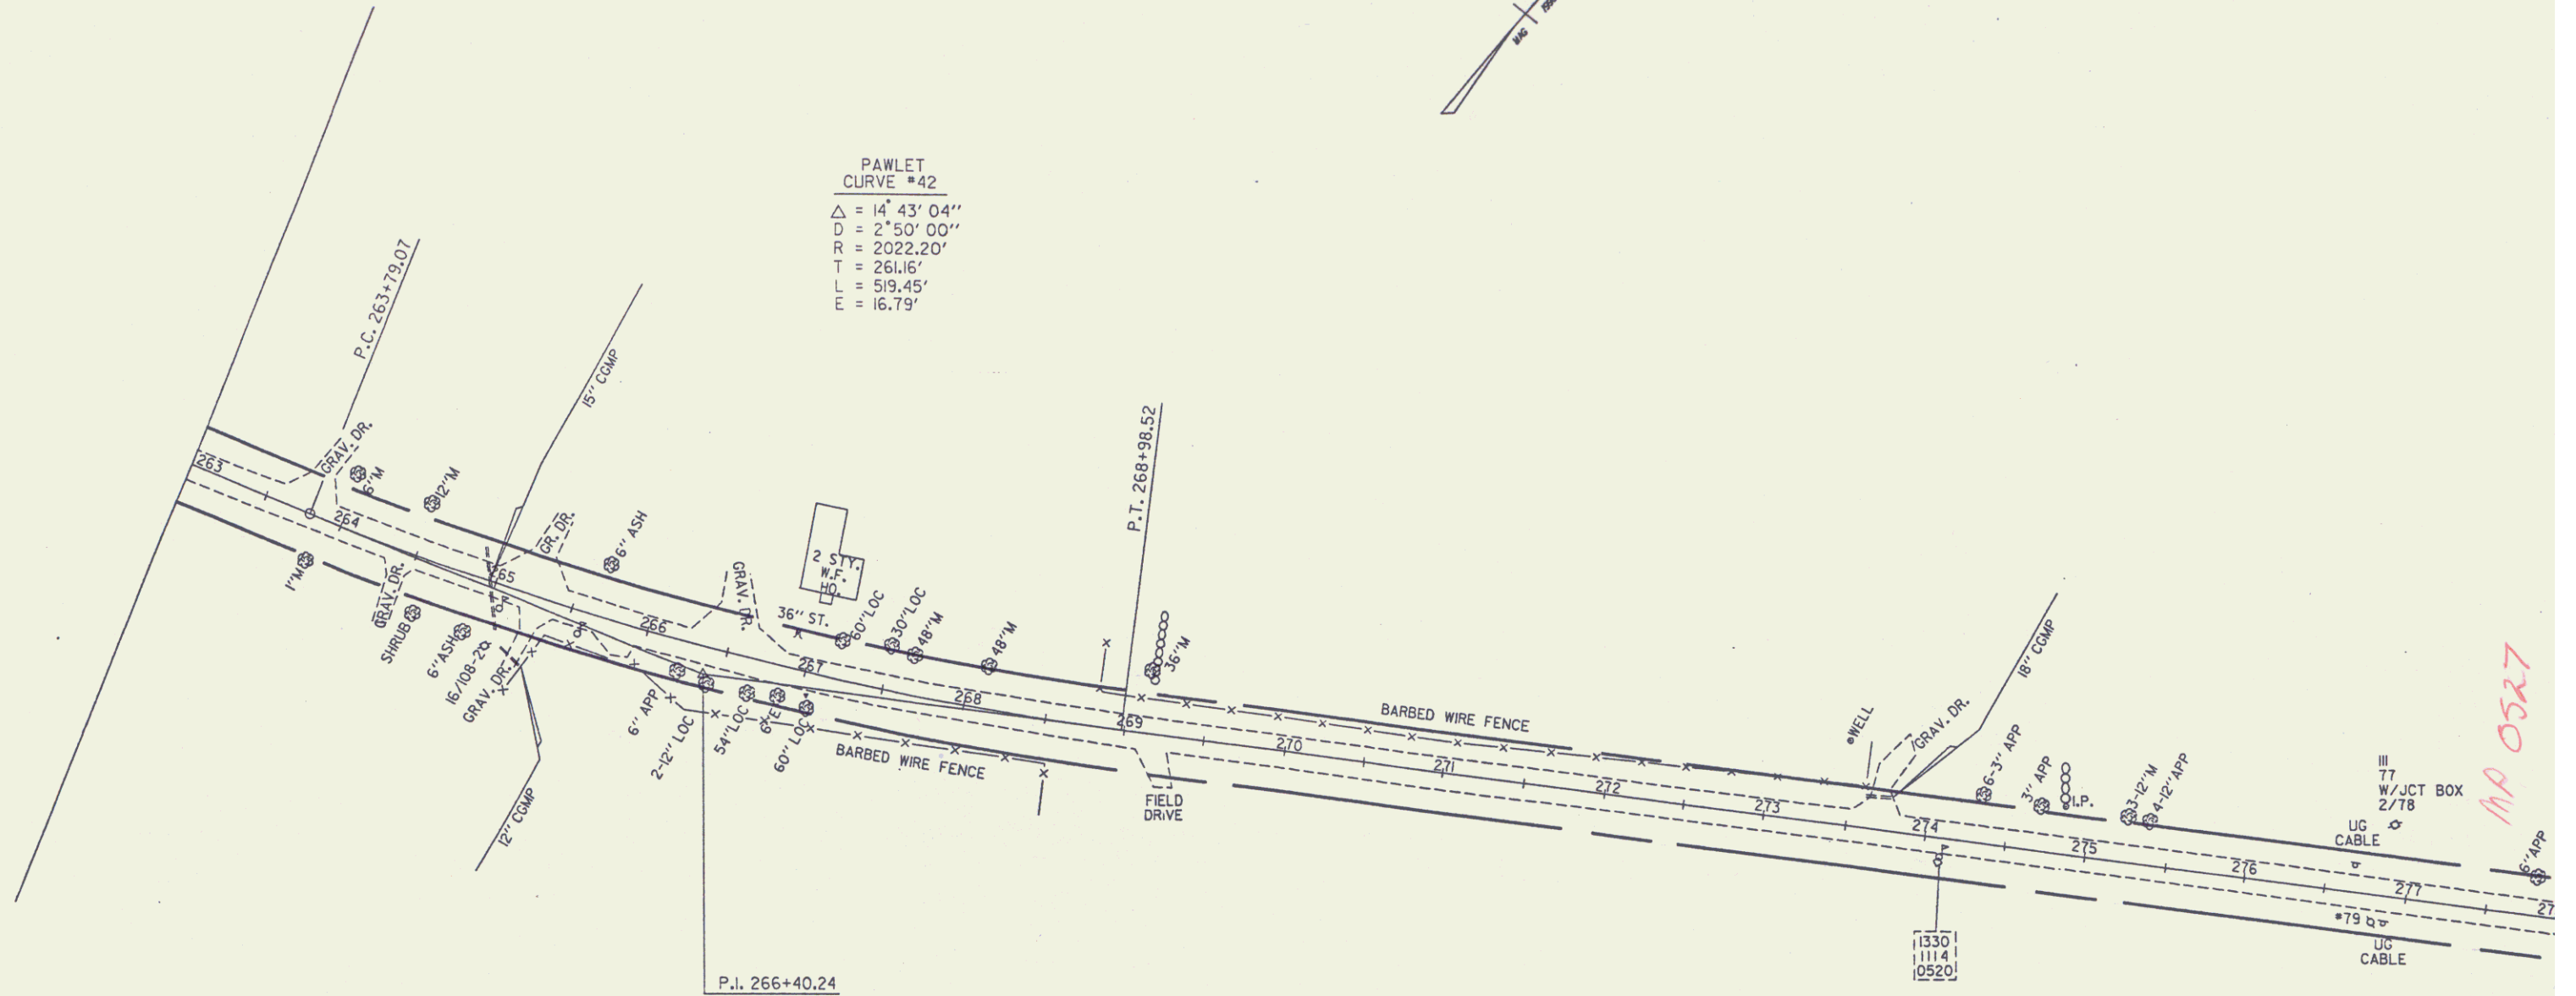 MAG
PAWLET
CURVE #42
△ = 14° 43' 04''
D = 2° 50' 00''
R = 2022.20'
T = 261.16'
L = 519.45'
E = 16.79'
P.C. 263+79.07
15'' CGMP
P.T. 268+98.52
GRAV. DR.
6''M
12''M
GR. DR.
6'' ASH
2 STY.
W.F.
HO.
GRAV. DR.
36'' ST.
60''LOC
30''LOC
48''M
48''M
36''M
BARBED WIRE FENCE
WELL
GRAV. DR.
18'' CGMP
6-3'' APP
3'' APP
I.P.
3-12''M
4-12''APP
III
77
W/JCT BOX
2/78
UG
CABLE
MP 0527
6''APP
263
264
265
266
267
268
269
270
271
272
273
274
275
276
277
27
1''M
GRAV. DR.
SHRUB
6''ASH
16/108-2
GRAV. DR.
12'' CGMP
6'' APP
2-12'' LOC
54''LOC
6''E
60'' LOC
BARBED WIRE FENCE
FIELD
DRIVE
#79
UG
CABLE
1330
1114
0520
P.I. 266+40.24